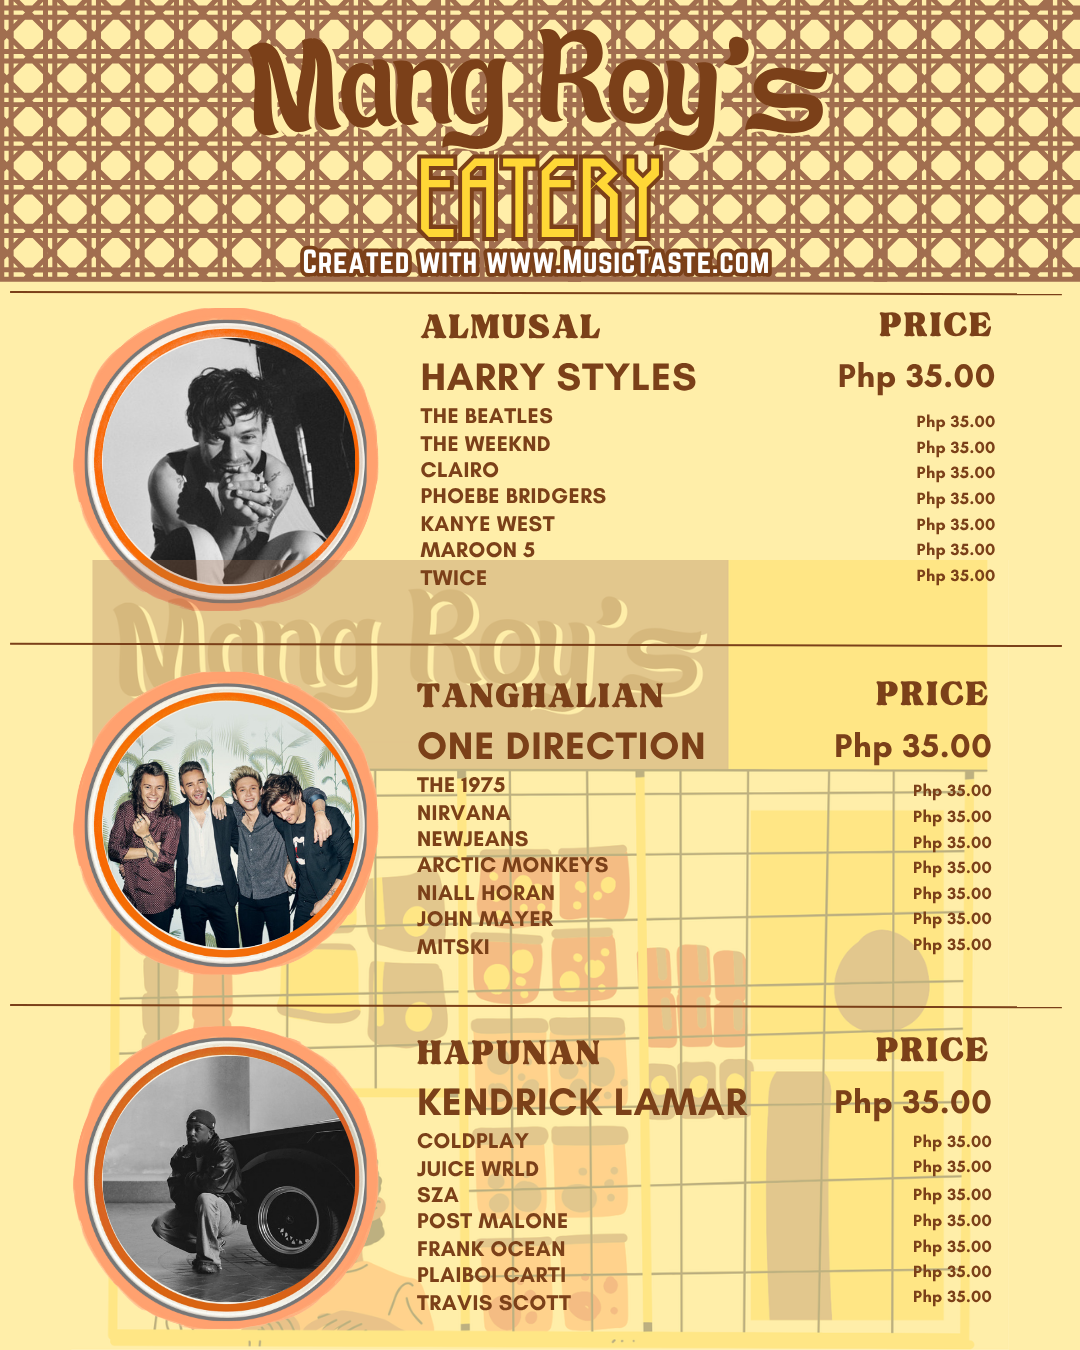 Mang Roy's
EATERY
CREATED WITH WWW.MUSICTASTE.COM
ALMUSAL PRICE
HARRY STYLES Php 35.00
THE BEATLES Php 35.00
THE WEEKND Php 35.00
CLAIRO Php 35.00
PHOEBE BRIDGERS Php 35.00
KANYE WEST Php 35.00
MAROON 5 Php 35.00
TWICE Php 35.00
Mang Roy's
TANGHALIAN PRICE
ONE DIRECTION Php 35.00
THE 1975 Php 35.00
NIRVANA Php 35.00
NEWJEANS Php 35.00
ARCTIC MONKEYS Php 35.00
NIALL HORAN Php 35.00
JOHN MAYER Php 35.00
MITSKI Php 35.00
HAPUNAN PRICE
KENDRICK LAMAR Php 35.00
COLDPLAY Php 35.00
JUICE WRLD Php 35.00
SZA Php 35.00
POST MALONE Php 35.00
FRANK OCEAN Php 35.00
PLAIBOI CARTI Php 35.00
TRAVIS SCOTT Php 35.00